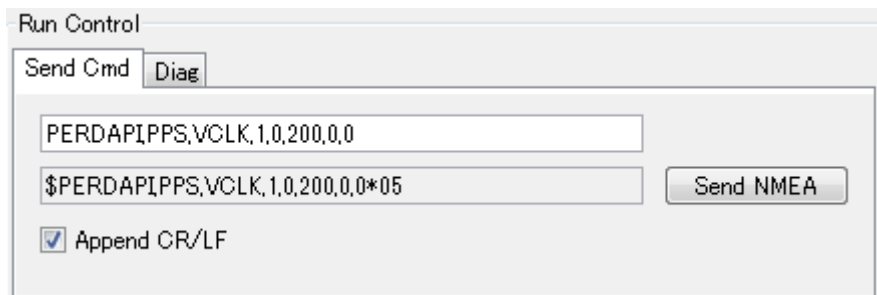 Run Control
Send Cmd Diag
PERDAPI,PPS,VCLK,1,0,200,0,0
$PERDAPI,PPS,VCLK,1,0,200,0,0*05
Send NMEA
Append CR/LF